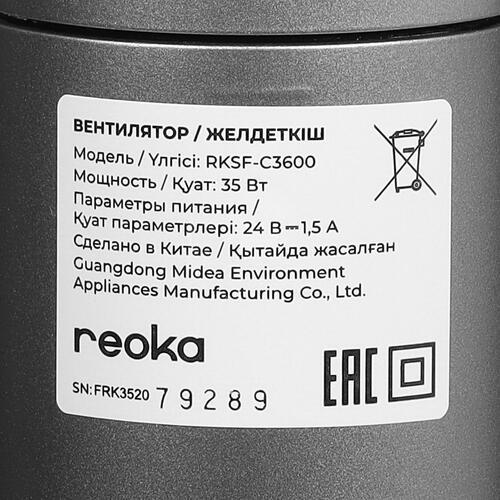 ВЕНТИЛЯТОР / ЖЕЛДЕТКІШ
Модель / Үлгісі: RKSF-C3600
Мощность / Қуат: 35 Вт
Параметры питания /
Қуат параметрлері: 24 В ⎓ 1,5 А
Сделано в Китае / Қытайда жасалған
Guangdong Midea Environment
Appliances Manufacturing Co., Ltd.
reoka
EAC
SN: FRK3520 79289